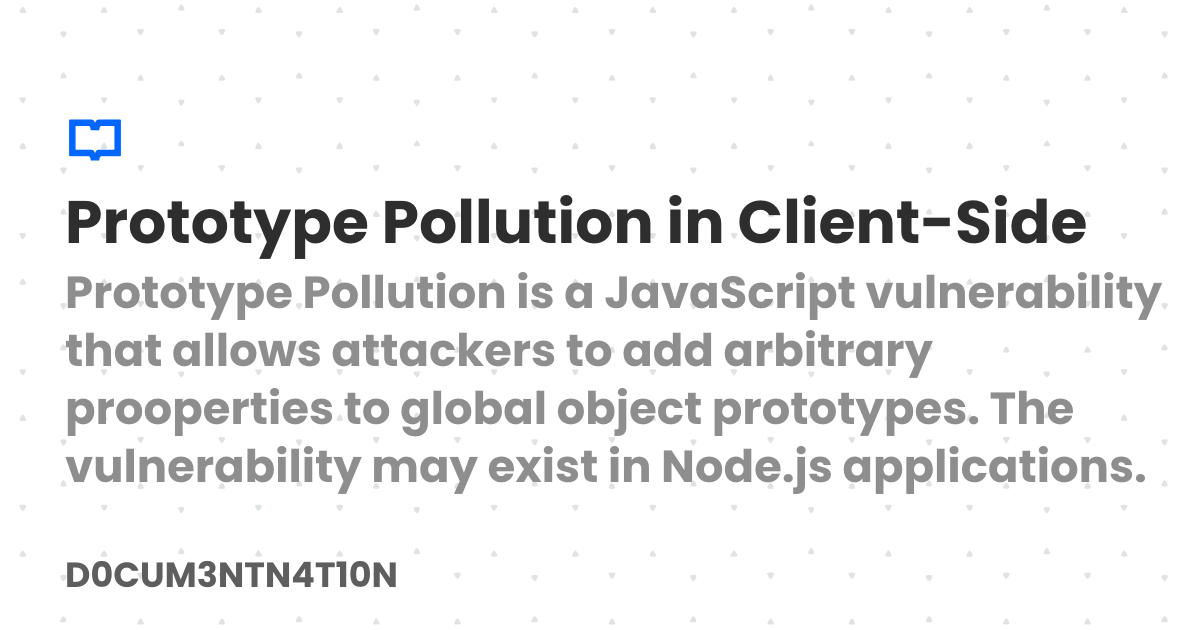 Prototype Pollution in Client-Side
Prototype Pollution is a JavaScript vulnerability
that allows attackers to add arbitrary
prooperties to global object prototypes. The
vulnerability may exist in Node.js applications.
D0CUM3NTN4T10N